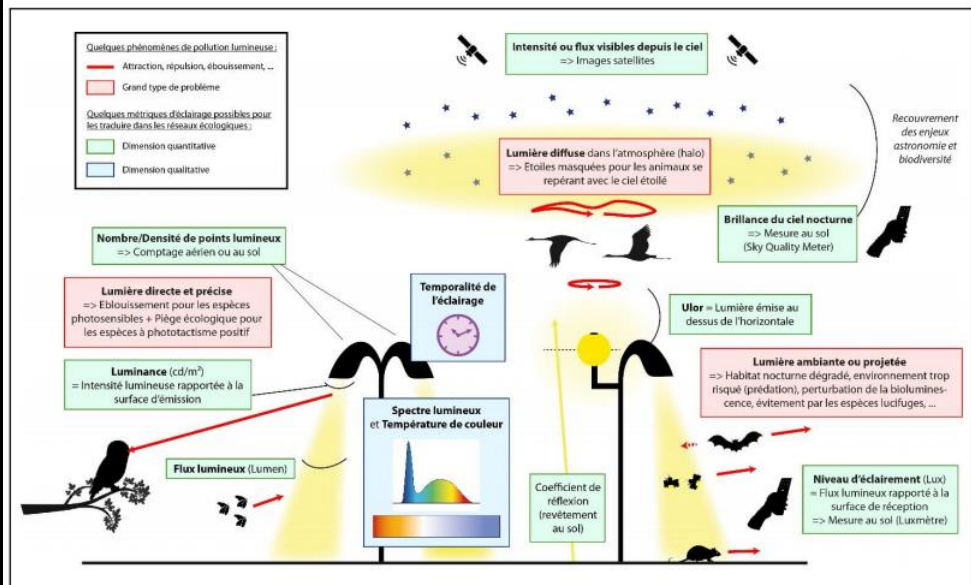 Quelques phénomènes de pollution lumineuse :
Attraction, répulsion, ébouissement, ...
Grand type de problème
Quelques métriques d'éclairage possibles pour
les traduire dans les réseaux écologiques :
Dimension quantitative
Dimension qualitative
Intensité ou flux visibles depuis le ciel
=> Images satellites
Recouvrement
des enjeux
astronomie et
biodiversité
Lumière diffuse dans l'atmosphère (halo)
=> Etoiles masquées pour les animaux se
repérant avec le ciel étoilé
Brillance du ciel nocturne
=> Mesure au sol
(Sky Quality Meter)
Nombre/Densité de points lumineux
=> Comptage aérien ou au sol
Lumière directe et précise
=> Eblouissement pour les espèces
photosensibles + Piège écologique pour
les espèces à phototactisme positif
Temporalité de
l'éclairage
Ulor = Lumière émise au
dessus de l'horizontale
Luminance (cd/m²)
= Intensité lumineuse rapportée à la
surface d'émission
Lumière ambiante ou projetée
=> Habitat nocturne dégradé, environnement trop
risqué (prédation), perturbation de la biolumines-
cence, évitement par les espèces lucifuges, ...
Spectre lumineux
et Température de couleur
Flux lumineux (Lumen)
Coefficient de
réflexion
(revêtement
au sol)
Niveau d'éclairement (Lux)
= Flux lumineux rapporté à la
surface de réception
=> Mesure au sol (Luxmètre)